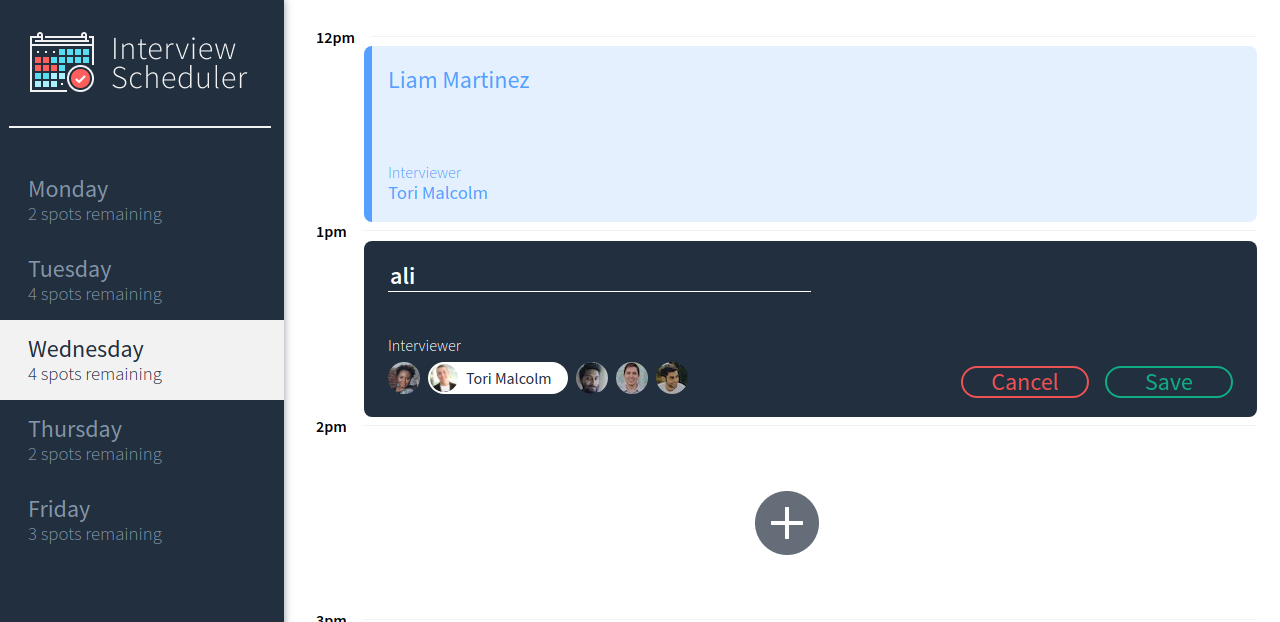 Interview
Scheduler
Monday
2 spots remaining
Tuesday
4 spots remaining
Wednesday
4 spots remaining
Thursday
2 spots remaining
Friday
3 spots remaining
12pm
Liam Martinez
Interviewer
Tori Malcolm
1pm
ali
Interviewer
Tori Malcolm
Cancel
Save
2pm
3pm